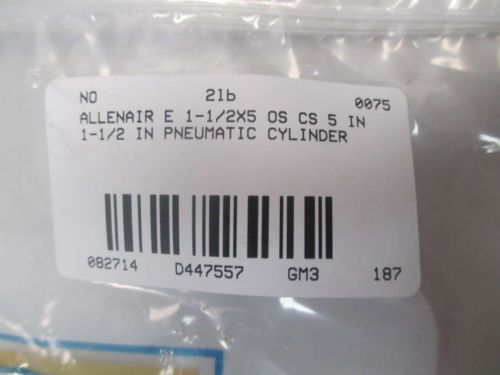 NO 2lb 0075
ALLENAIR E 1-1/2X5 OS CS 5 IN
1-1/2 IN PNEUMATIC CYLINDER
082714 D447557 GM3 187